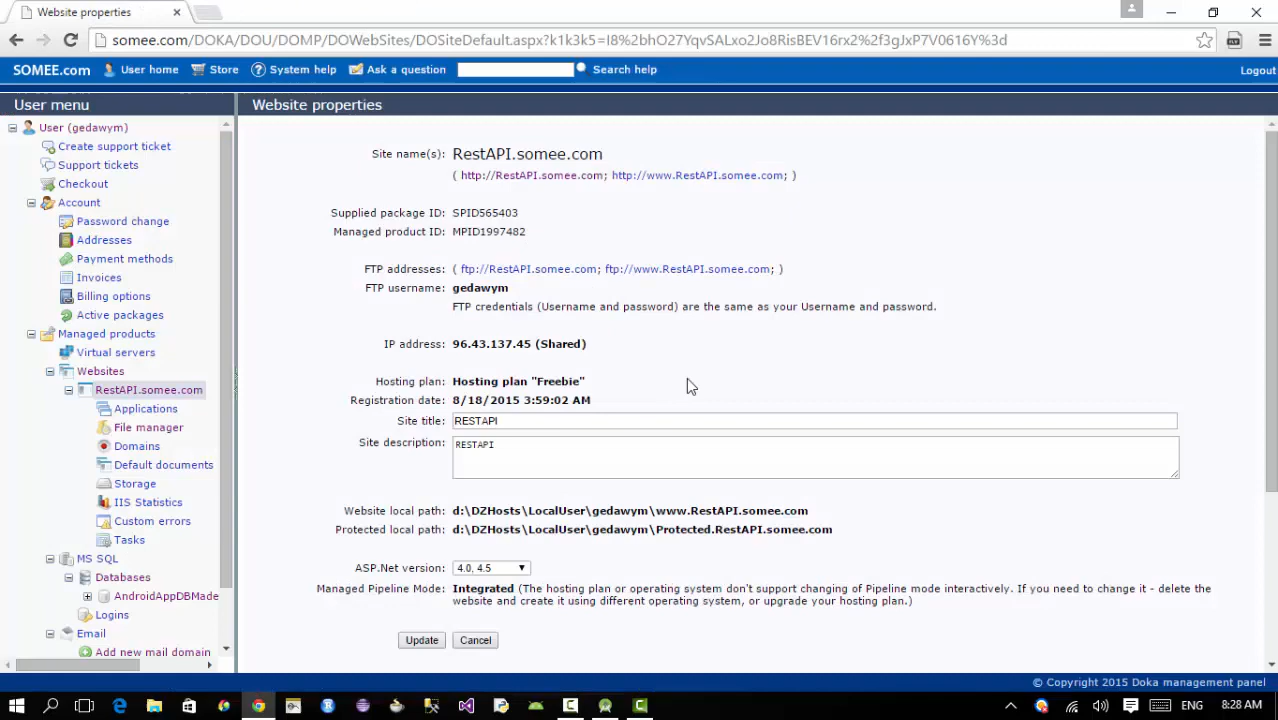 Website properties
somee.com/DOKA/DOU/DOMP/DOWebSites/DOSiteDefault.aspx?k1k3k5=I8%2bhO27YqvSALxo2Jo8RisBEV16rx2%2f3gJxP7V0616Y%3d
SOMEE.com User home Store System help Ask a question Search help
Logout
User menu
Website properties
User (gedawym)
Create support ticket
Support tickets
Checkout
Account
Password change
Addresses
Payment methods
Invoices
Billing options
Active packages
Managed products
Virtual servers
Websites
RestAPI.somee.com
Applications
File manager
Domains
Default documents
Storage
IIS Statistics
Custom errors
Tasks
MS SQL
Databases
AndroidAppDBMade
Logins
Email
Add new mail domain
Site name(s): RestAPI.somee.com
( http://RestAPI.somee.com; http://www.RestAPI.somee.com; )
Supplied package ID: SPID565403
Managed product ID: MPID1997482
FTP addresses: ( ftp://RestAPI.somee.com; ftp://www.RestAPI.somee.com; )
FTP username: gedawym
FTP credentials (Username and password) are the same as your Username and password.
IP address: 96.43.137.45 (Shared)
Hosting plan: Hosting plan "Freebie"
Registration date: 8/18/2015 3:59:02 AM
Site title: RESTAPI
Site description: RESTAPI
Website local path: d:\DZHosts\LocalUser\gedawym\www.RestAPI.somee.com
Protected local path: d:\DZHosts\LocalUser\gedawym\Protected.RestAPI.somee.com
ASP.Net version: 4.0, 4.5
Managed Pipeline Mode: Integrated (The hosting plan or operating system don't support changing of Pipeline mode interactively. If you need to change it - delete the
website and create it using different operating system, or upgrade your hosting plan.)
Update Cancel
© Copyright 2015 Doka management panel
ENG 8:28 AM